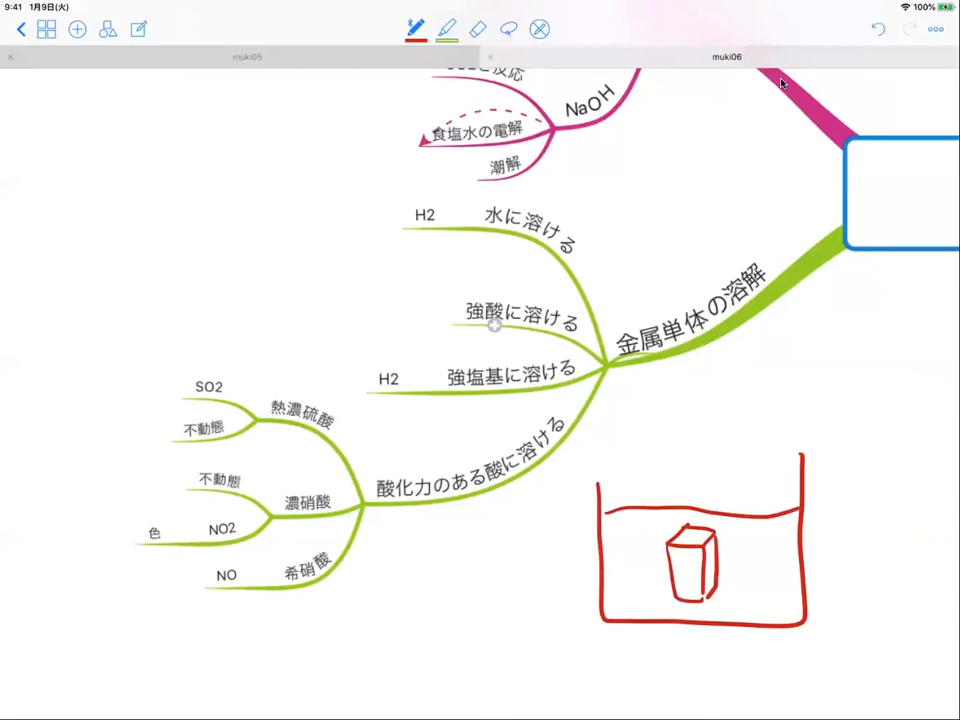 9:41 1月9日(火)
100%
muki05
muki06
反応
NaOH
食塩水の電解
潮解
H2
水に溶ける
金属単体の溶解
強酸に溶ける
H2
強塩基に溶ける
SO2
熱濃硫酸
不動態
酸化力のある酸に溶ける
不動態
濃硝酸
色
NO2
NO
希硝酸